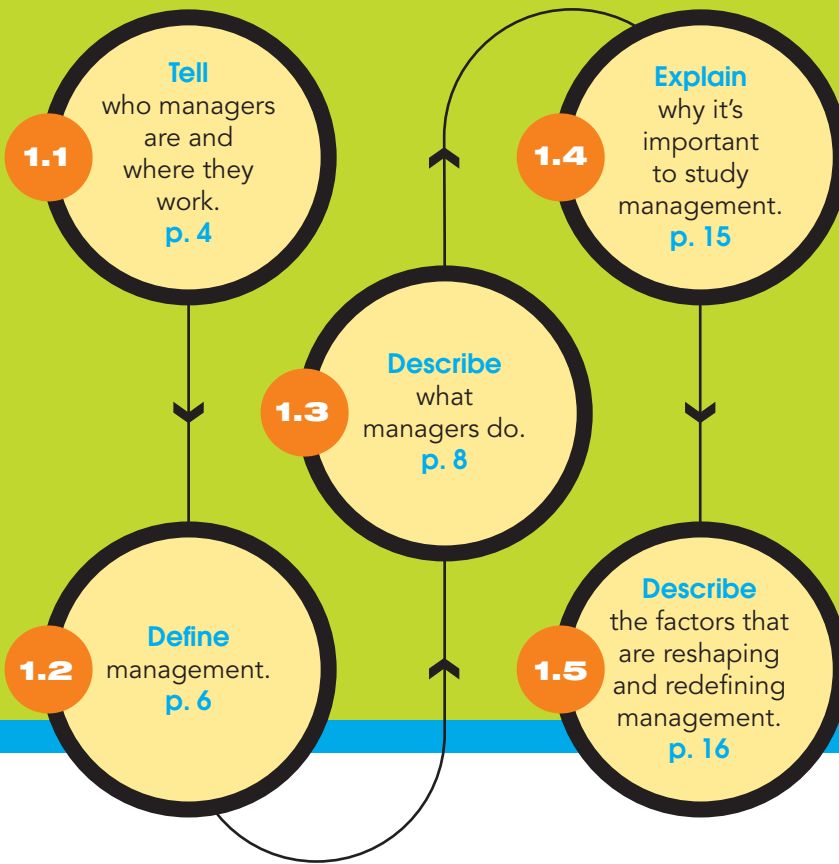 1.1
Tell
who managers
are and
where they
work.
p. 4
1.2
Define
management.
p. 6
1.3
Describe
what
managers do.
p. 8
1.4
Explain
why it’s
important
to study
management.
p. 15
1.5
Describe
the factors that
are reshaping
and redefining
management.
p. 16